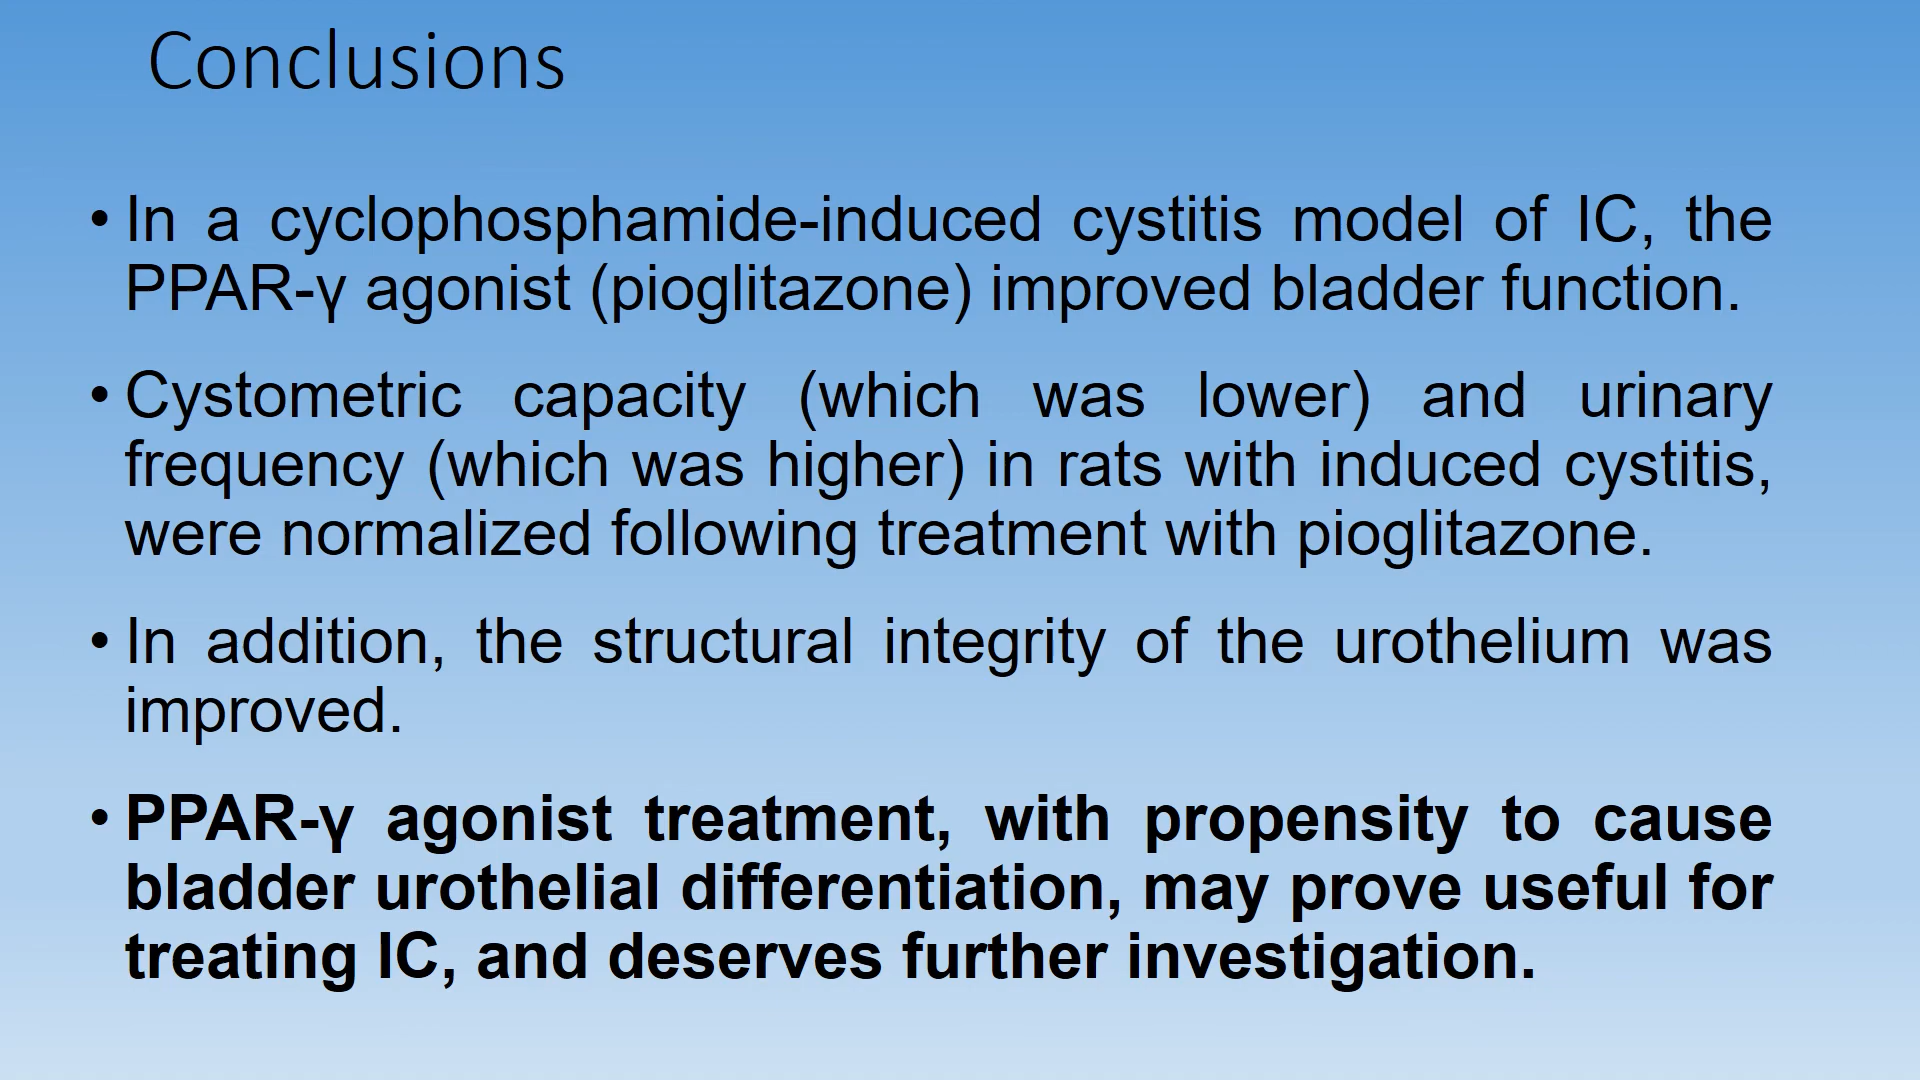 Conclusions
• In a cyclophosphamide-induced cystitis model of IC, the
PPAR-γ agonist (pioglitazone) improved bladder function.
• Cystometric capacity (which was lower) and urinary
frequency (which was higher) in rats with induced cystitis,
were normalized following treatment with pioglitazone.
• In addition, the structural integrity of the urothelium was
improved.
• PPAR-γ agonist treatment, with propensity to cause
bladder urothelial differentiation, may prove useful for
treating IC, and deserves further investigation.